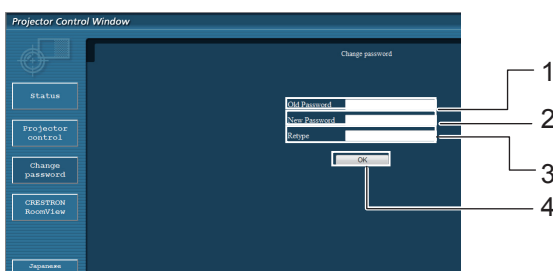 Projector Control Window
Change password
Status
Projector
control
Change
password
CRESTRON
RoomView
Japanese
Old Password
New Password
Retype
OK
1
2
3
4